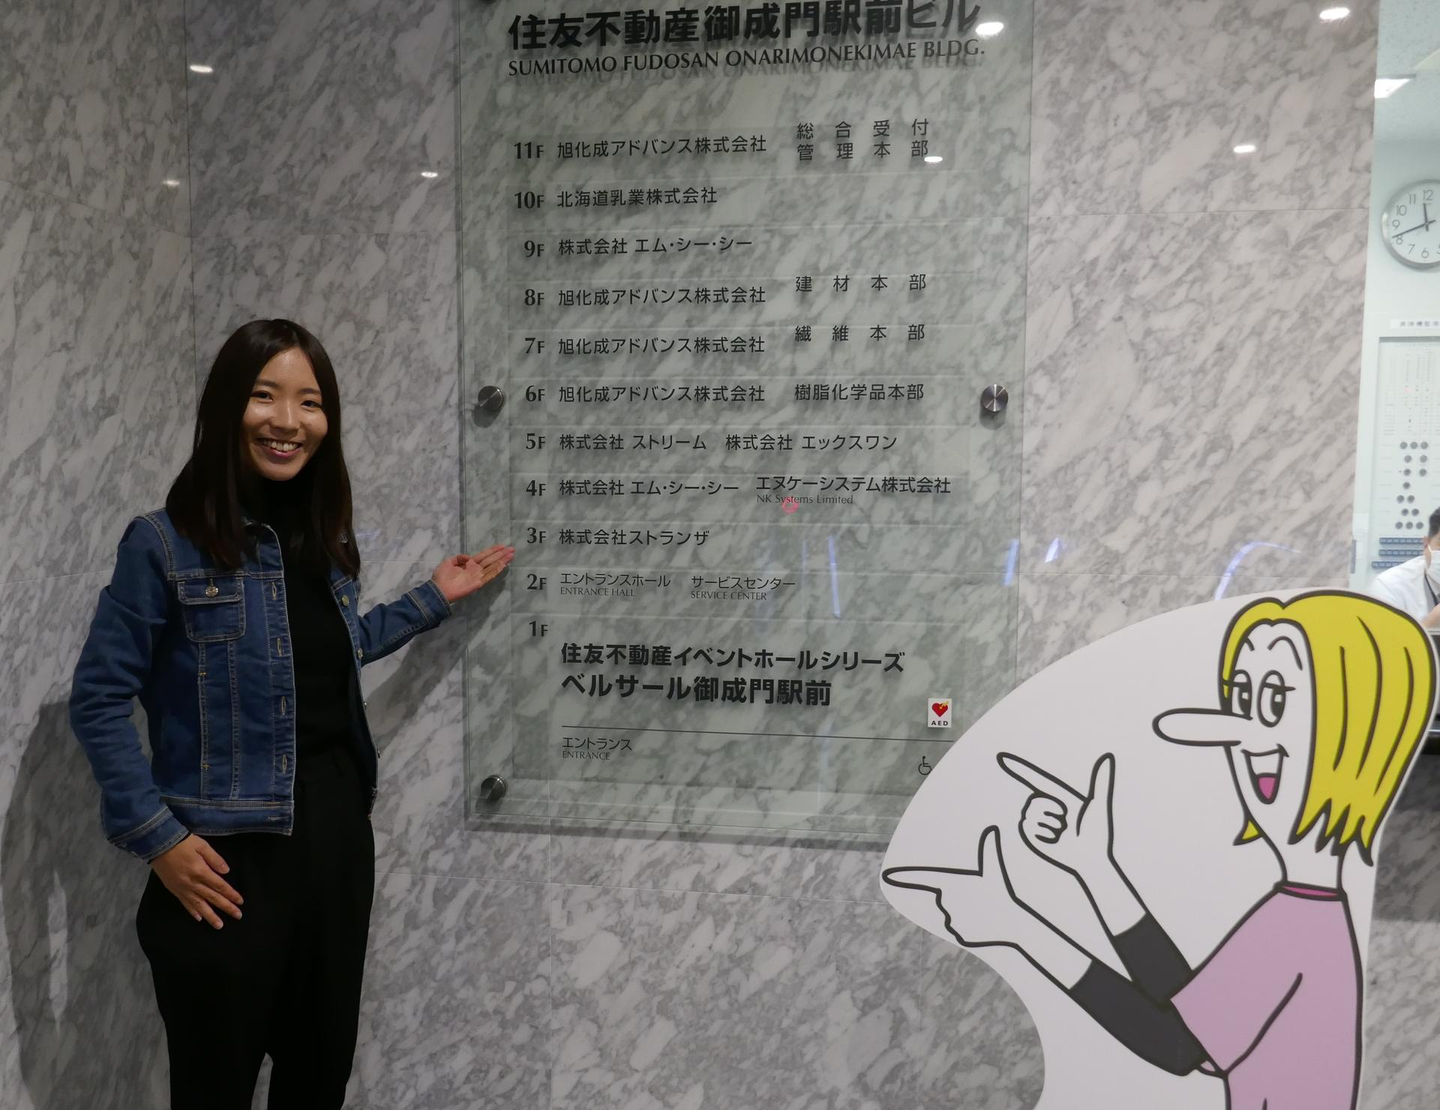 住友不動産御成門駅前ビル
SUMITOMO FUDOSAN ONARIMONEKIMAE BLDG.
11F 旭化成アドバンス株式会社 総合受付
管理本部
10F 北海道乳業株式会社
9F 株式会社 エム・シー・シー
8F 旭化成アドバンス株式会社 建材本部
7F 旭化成アドバンス株式会社 繊維本部
6F 旭化成アドバンス株式会社 樹脂化学品本部
5F 株式会社 ストリーム 株式会社 エックスワン
4F 株式会社 エム・シー・シー エヌケーシステム株式会社
NK Systems Limited
3F 株式会社ストランザ
2F エントランスホール サービスセンター
ENTRANCE HALL SERVICE CENTER
1F
住友不動産イベントホールシリーズ
ベルサール御成門駅前
AED
エントランス
ENTRANCE
11 12
10
9
8
7 6 5